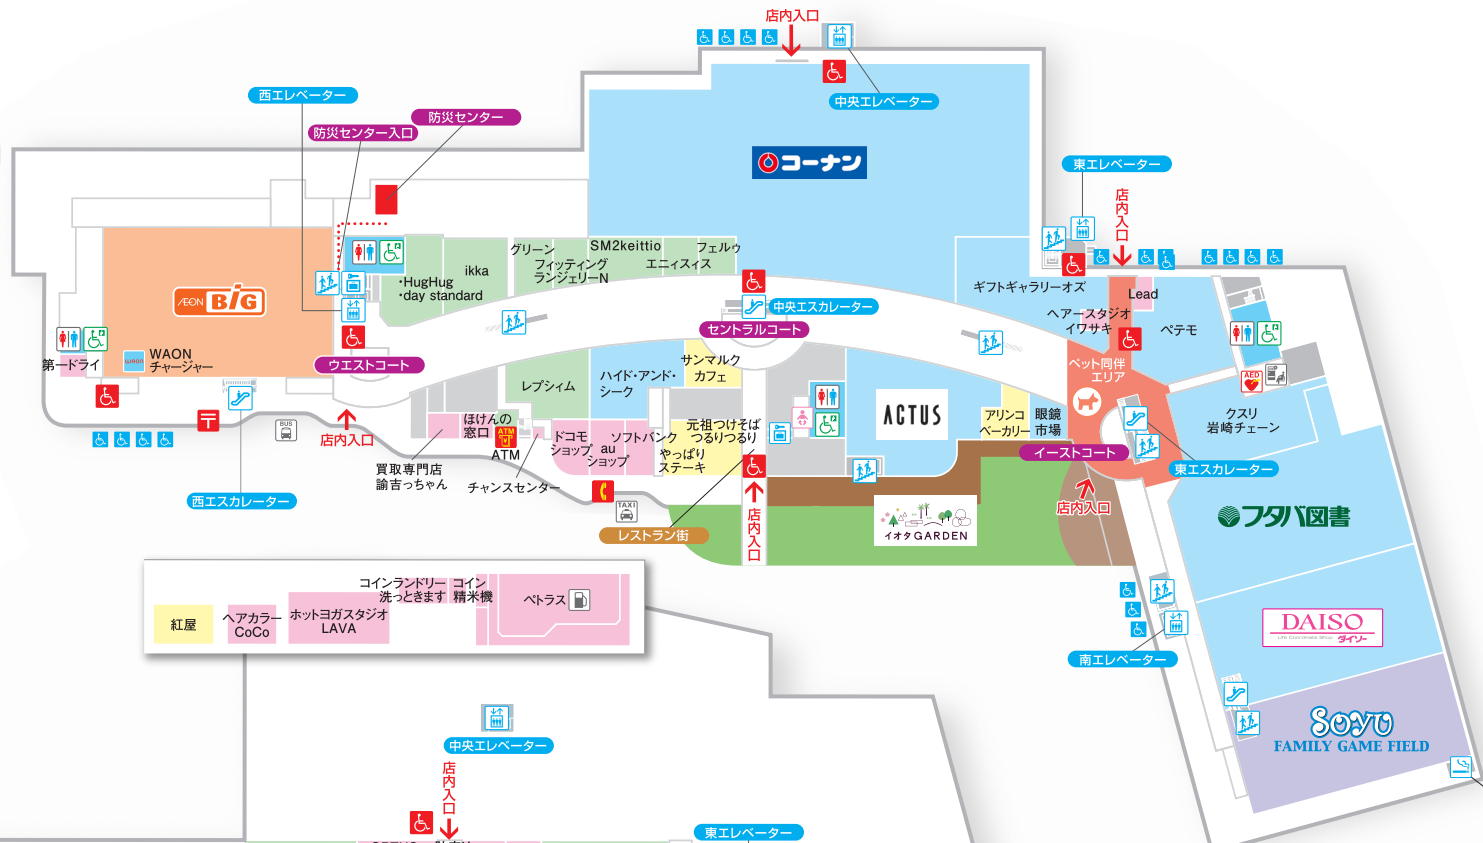 店内入口
中央エレベーター
西エレベーター
防災センター
防災センター入口
コーナン
東エレベーター
店内入口
グリーン
フィッティング
ランジェリーN
SM2keittio
エニィスィス
フェルゥ
ikka
・HugHug
・day standard
ÆON BiG
ギフトギャラリーオズ
Lead
ヘアースタジオ
イワサキ
ペテモ
中央エスカレーター
セントラルコート
ウエストコート
第一ドライ
WAON
WAON
チャージャー
レプシィム
ハイド・アンド・
シーク
サンマルク
カフェ
ペット同伴
エリア
AED
ACTUS
アリンコ
ベーカリー
眼鏡
市場
クスリ
岩崎チェーン
BUS
店内入口
ほけんの
窓口
ATM
ATM
買取専門店
諭吉っちゃん
チャンスセンター
ドコモ
ショップ
au
ショップ
ソフトバンク
元祖つけそば
つるりつるり
やっぱり
ステーキ
イーストコート
東エスカレーター
西エスカレーター
TAXI
レストラン街
店内入口
イオタGARDEN
店内入口
フタバ図書
コインランドリー
洗っときます
コイン
精米機
ペトラス
紅屋
ヘアカラー
CoCo
ホットヨガスタジオ
LAVA
DAISO
Life Coordinate Shop ダイソー
南エレベーター
SOYU
FAMILY GAME FIELD
中央エレベーター
店内入口
東エレベーター